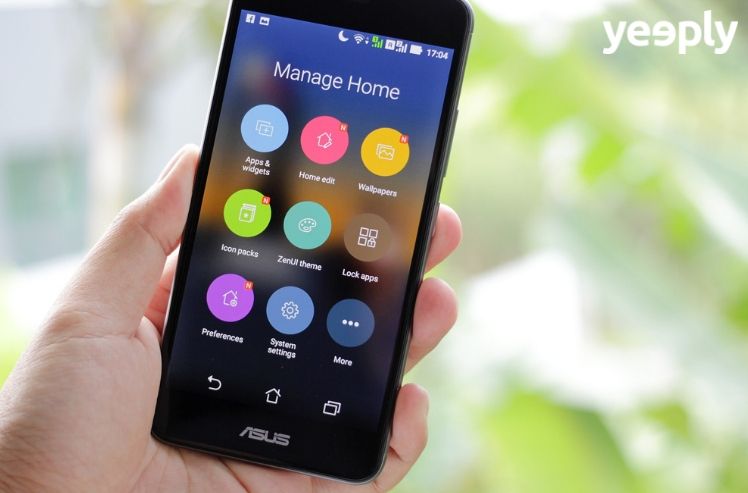 yeeply
17:04
Manage Home
Apps &
widgets
Home edit
Wallpapers
Icon packs
ZenUI theme
Lock apps
Preferences
System
settings
More
ASUS